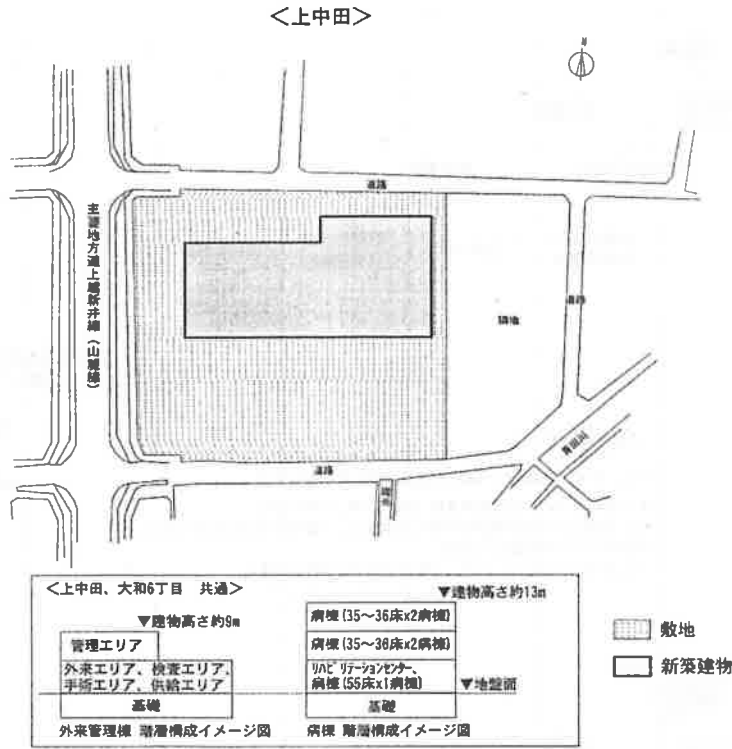 ＜上中田＞
N
道路
主要地方道上越新井線（山麓線）
隣地
道路
青田川
道路
水路
＜上中田、大和6丁目 共通＞
▼建物高さ約13m
▼建物高さ約9m
病棟(35～36床x2病棟)
管理エリア
病棟(35～36床x2病棟)
外来エリア、検査エリア、
手術エリア、供給エリア
ﾘﾊﾋﾞﾘﾃｰｼｮﾝｾﾝﾀｰ、
病棟(55床x1病棟)
▼地盤面
基礎
基礎
外来管理棟 階層構成イメージ図
病棟 階層構成イメージ図
敷地
新築建物